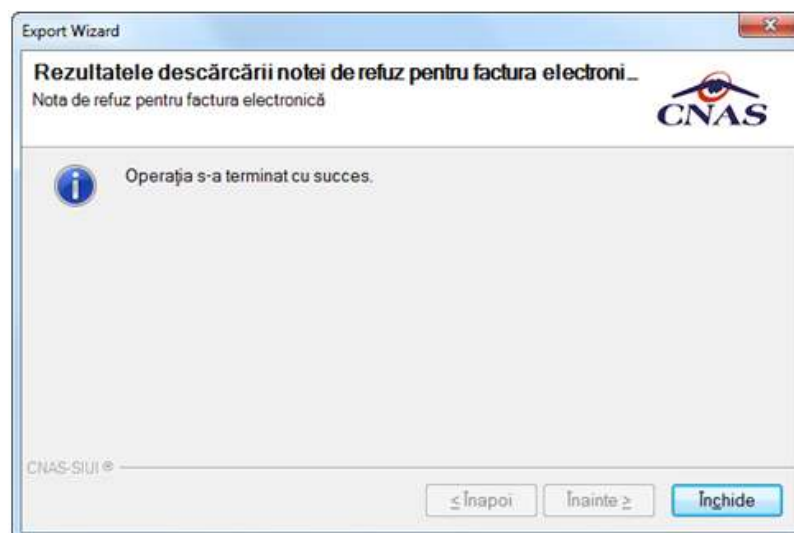 Export Wizard
Rezultatele descărcării notei de refuz pentru factura electroni...
Nota de refuz pentru factura electronică
CNAS
Operația s-a terminat cu succes.
CNAS-SIUI ®
< Înapoi
Înainte >
Închide